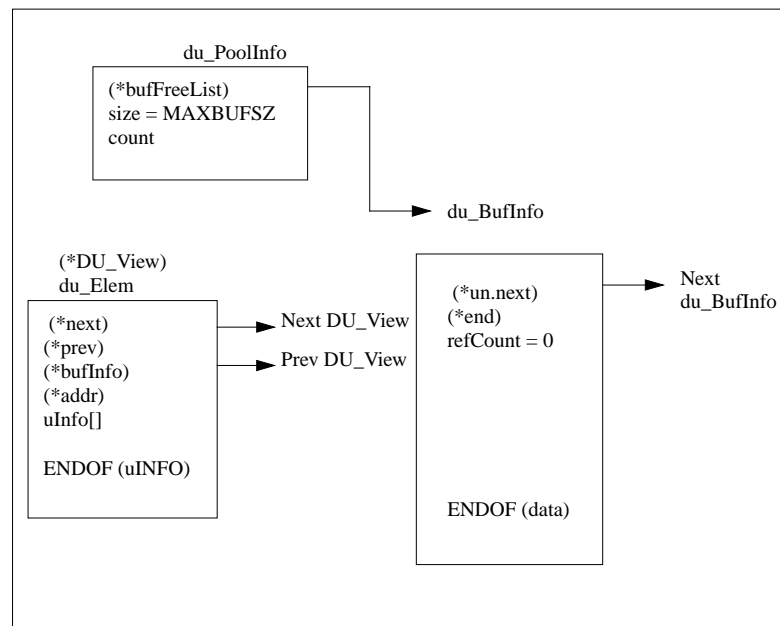 du_PoolInfo
(*bufFreeList)
size = MAXBUFSZ
count
du_BufInfo
(*DU_View)
du_Elem
(*next)
(*prev)
(*bufInfo)
(*addr)
uInfo[]
ENDOF (uINFO)
Next DU_View
Prev DU_View
(*un.next)
(*end)
refCount = 0
ENDOF (data)
Next
du_BufInfo